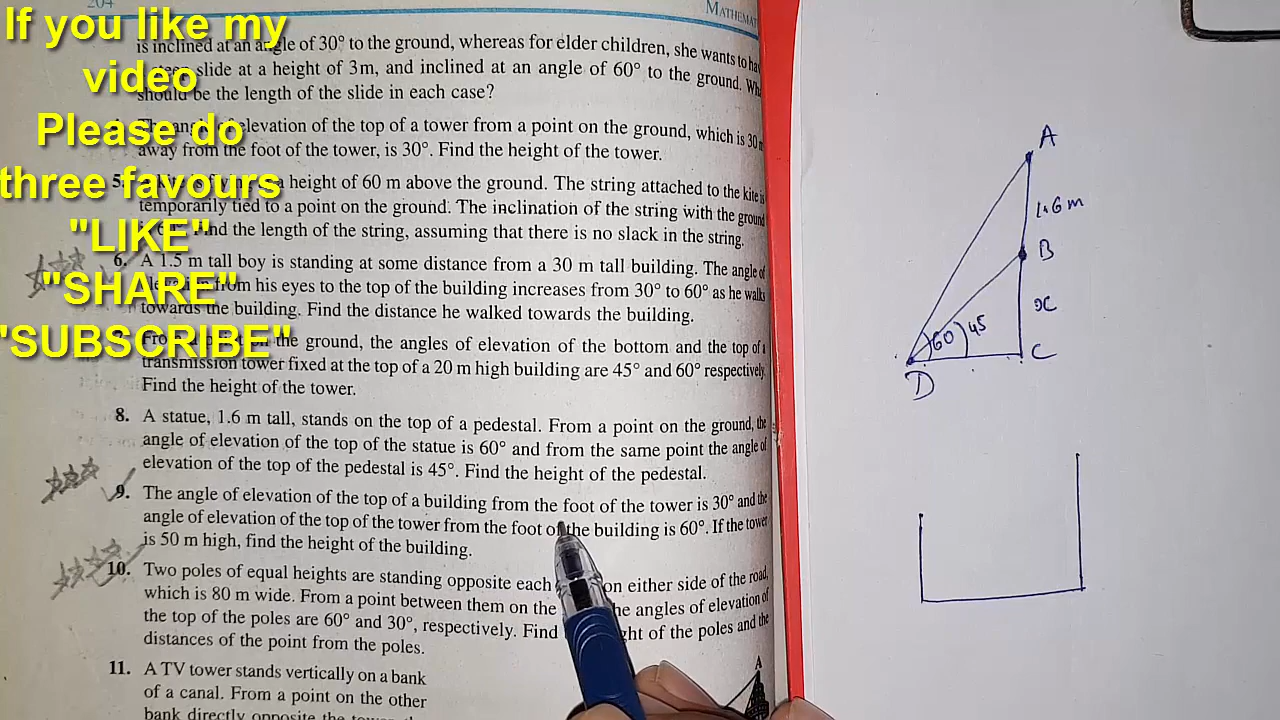 204
MATHEMAT
If you like my
video
Please do
three favours
"LIKE"
"SHARE"
"SUBSCRIBE"
is inclined at an angle of 30° to the ground, whereas for elder children, she wants to
slide at a height of 3m, and inclined at an angle of 60° to the ground.
should be the length of the slide in each case?
elevation of the top of a tower from a point on the ground, which is 30
away from the foot of the tower, is 30°. Find the height of the tower.
5. a height of 60 m above the ground. The string attached to the kite is
temporarily tied to a point on the ground. The inclination of the string with the ground
the length of the string, assuming that there is no slack in the string.
6. A 1.5 m tall boy is standing at some distance from a 30 m tall building. The angle of
from his eyes to the top of the building increases from 30° to 60° as he walks
towards the building. Find the distance he walked towards the building.
on the ground, the angles of elevation of the bottom and the top of a
transmission tower fixed at the top of a 20 m high building are 45° and 60° respectively.
Find the height of the tower.
8. A statue, 1.6 m tall, stands on the top of a pedestal. From a point on the ground, the
angle of elevation of the top of the statue is 60° and from the same point the angle of
elevation of the top of the pedestal is 45°. Find the height of the pedestal.
9. The angle of elevation of the top of a building from the foot of the tower is 30° and the
angle of elevation of the top of the tower from the foot of the building is 60°. If the tower
is 50 m high, find the height of the building.
10. Two poles of equal heights are standing opposite each on either side of the road,
which is 80 m wide. From a point between them on the the angles of elevation of
the top of the poles are 60° and 30°, respectively. Find of the poles and the
distances of the point from the poles.
11. A TV tower stands vertically on a bank
of a canal. From a point on the other
bank directly opposite the
A
A
1.6 m
B
x
60 45
C
D